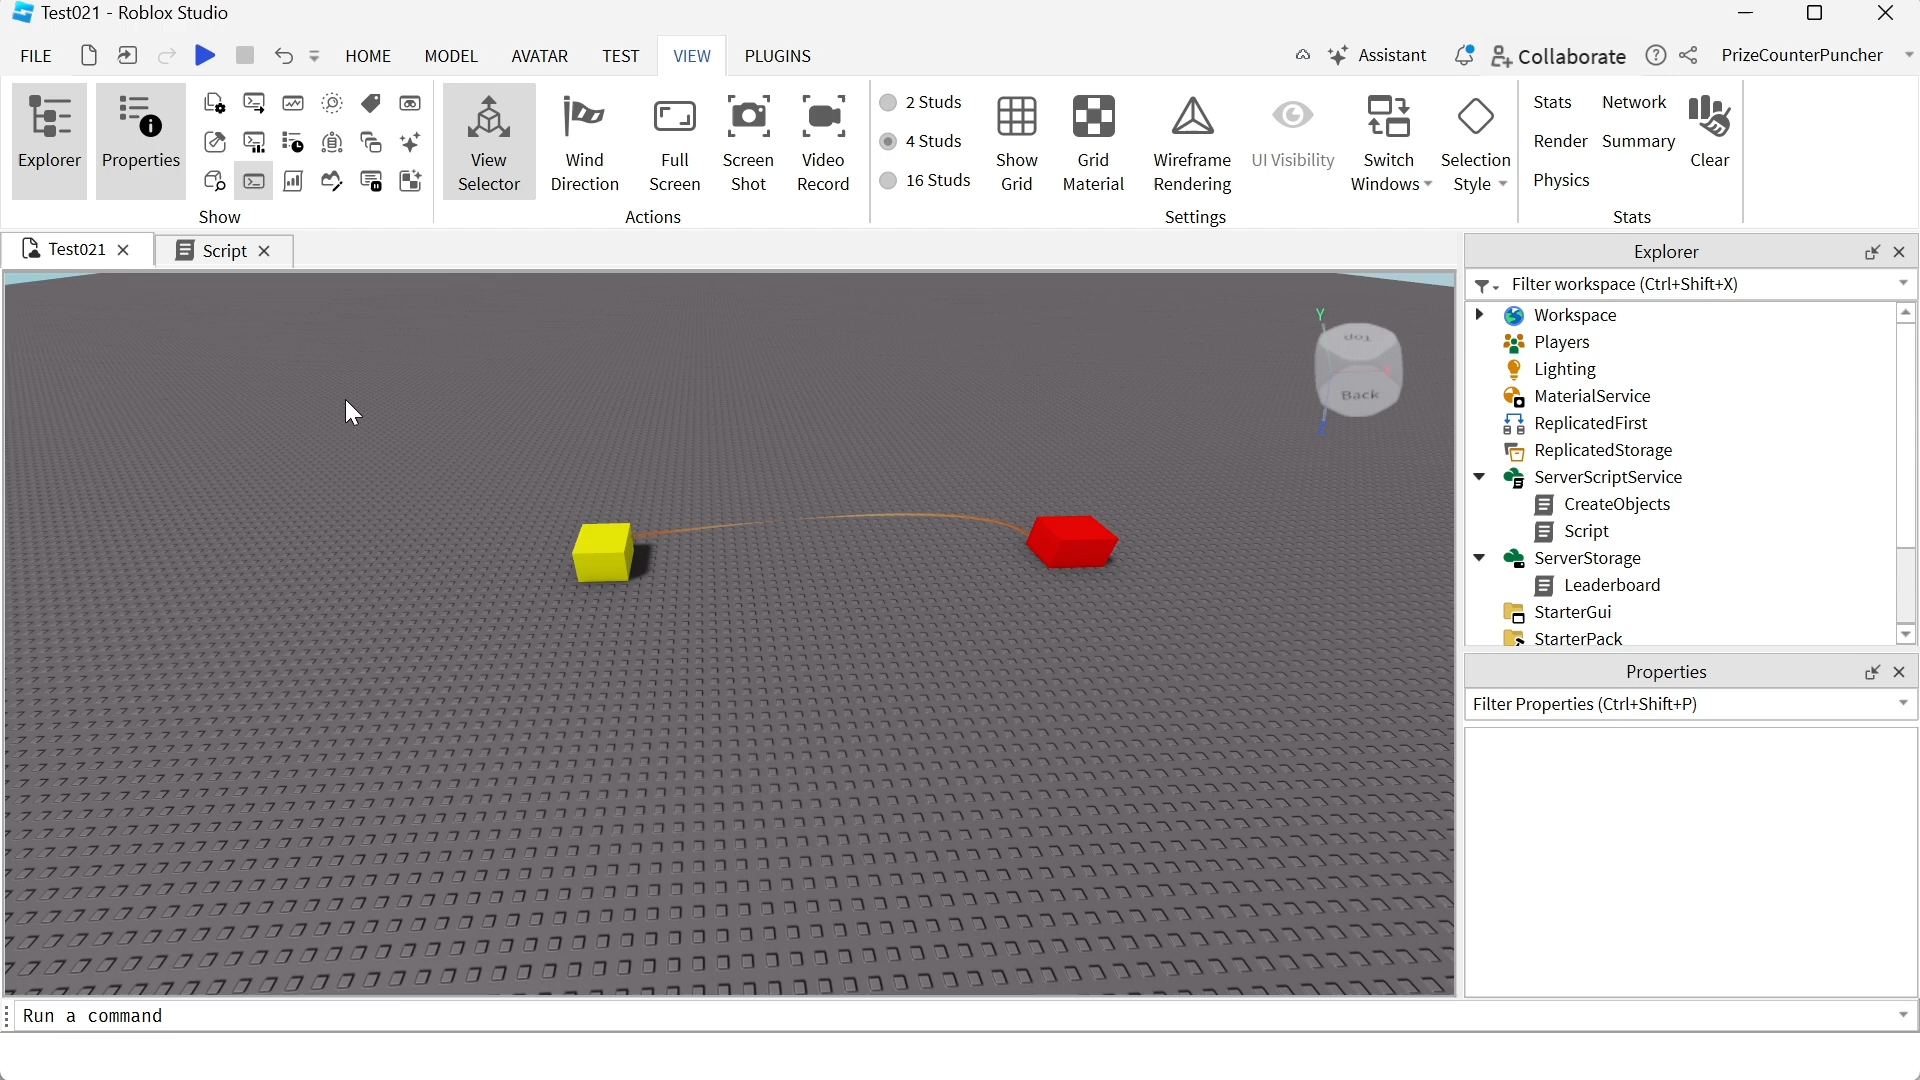 Test021 - Roblox Studio
FILE HOME MODEL AVATAR TEST VIEW PLUGINS Assistant Collaborate PrizeCounterPuncher
Explorer
Properties
Show
View Selector
Wind Direction
Full Screen
Screen Shot
Video Record
Actions
2 Studs
4 Studs
16 Studs
Show Grid
Grid Material
Wireframe Rendering
UI Visibility
Switch Windows
Selection Style
Settings
Stats Network
Render Summary
Physics
Clear
Stats
Test021
Script
Y
Top
Back
Z
Explorer
Filter workspace (Ctrl+Shift+X)
Workspace
Players
Lighting
MaterialService
ReplicatedFirst
ReplicatedStorage
ServerScriptService
CreateObjects
Script
ServerStorage
Leaderboard
StarterGui
StarterPack
Properties
Filter Properties (Ctrl+Shift+P)
Run a command